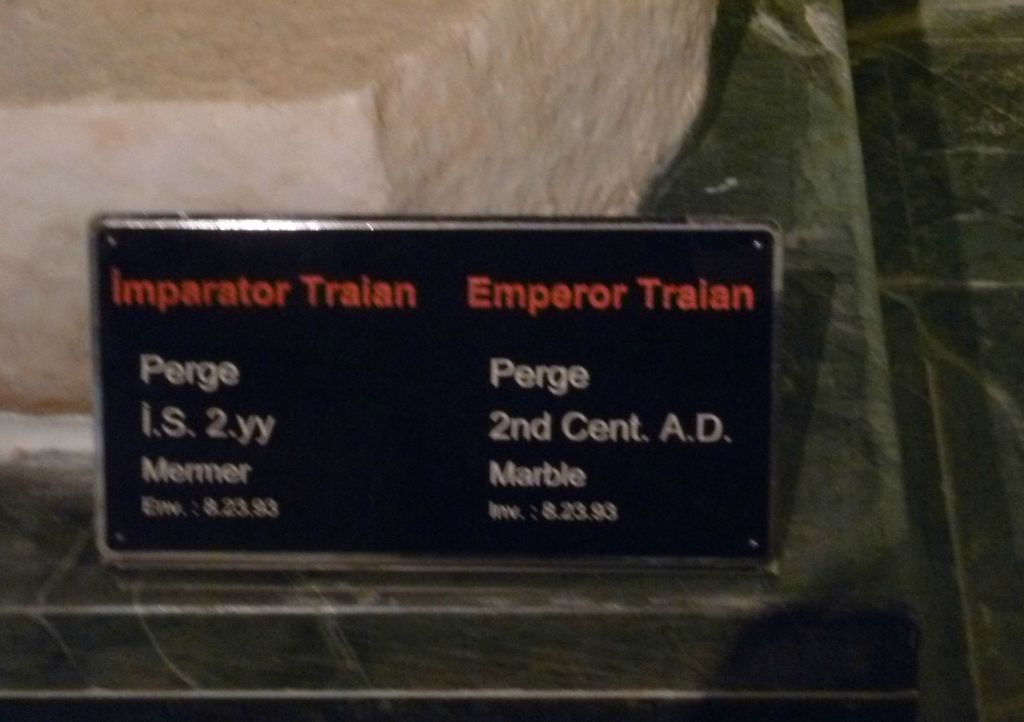 İmparator Traian
Perge
İ.S. 2.yy
Mermer
Env. : 8.23.93
Emperor Traian
Perge
2nd Cent. A.D.
Marble
Inv. : 8.23.93